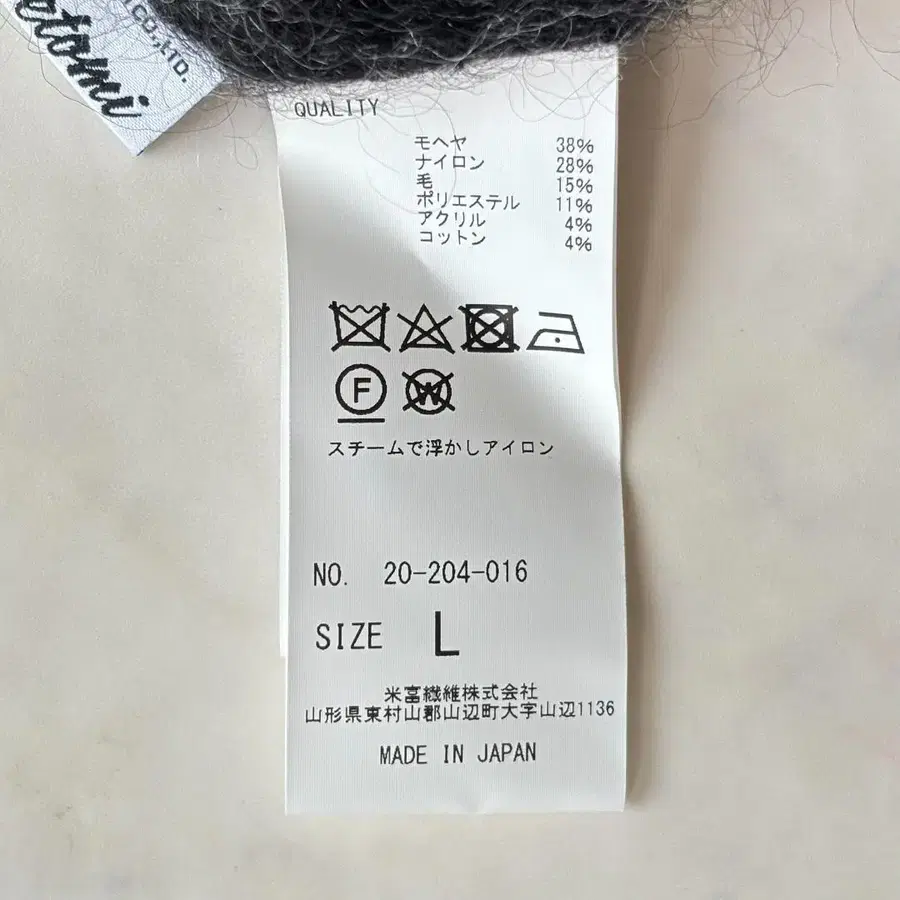 CO.,LTD.
QUALITY
モヘヤ 38%
ナイロン 28%
毛 15%
ポリエステル 11%
アクリル 4%
コットン 4%
F
W
スチームで浮かしアイロン
NO. 20-204-016
SIZE L
米富繊維株式会社
山形県東村山郡山辺町大字山辺1136
MADE IN JAPAN